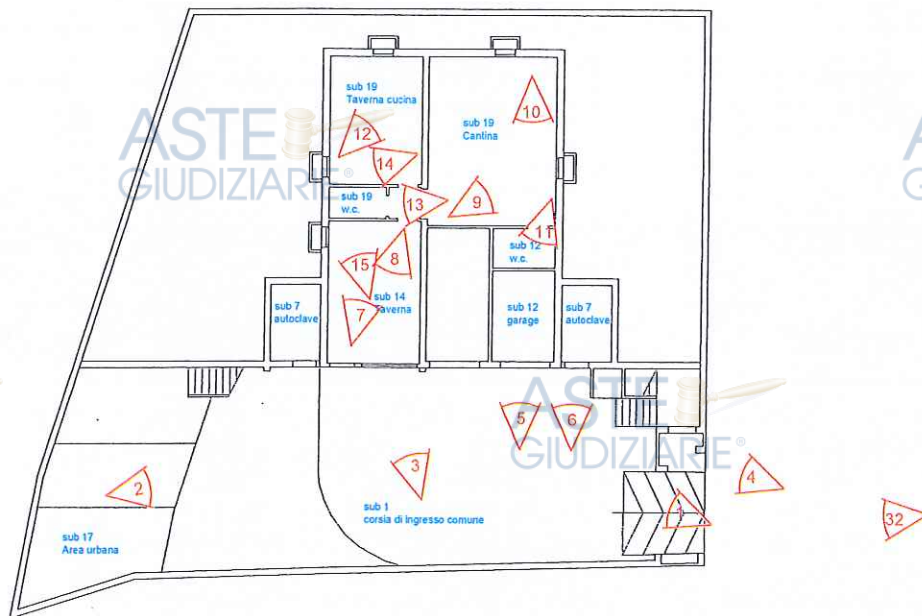 sub 19
Taverna cucina
sub 19
Cantina
10
12
14
ASTE
GIUDIZIARIE®
sub 19
w.c.
13
9
11
sub 12
w.c.
8
15
sub 14
Taverna
7
sub 7
autoclave
sub 12
garage
sub 7
autoclave
5
6
ASTE
GIUDIZIARIE®
3
4
2
1
32
sub 1
corsia di ingresso comune
sub 17
Area urbana